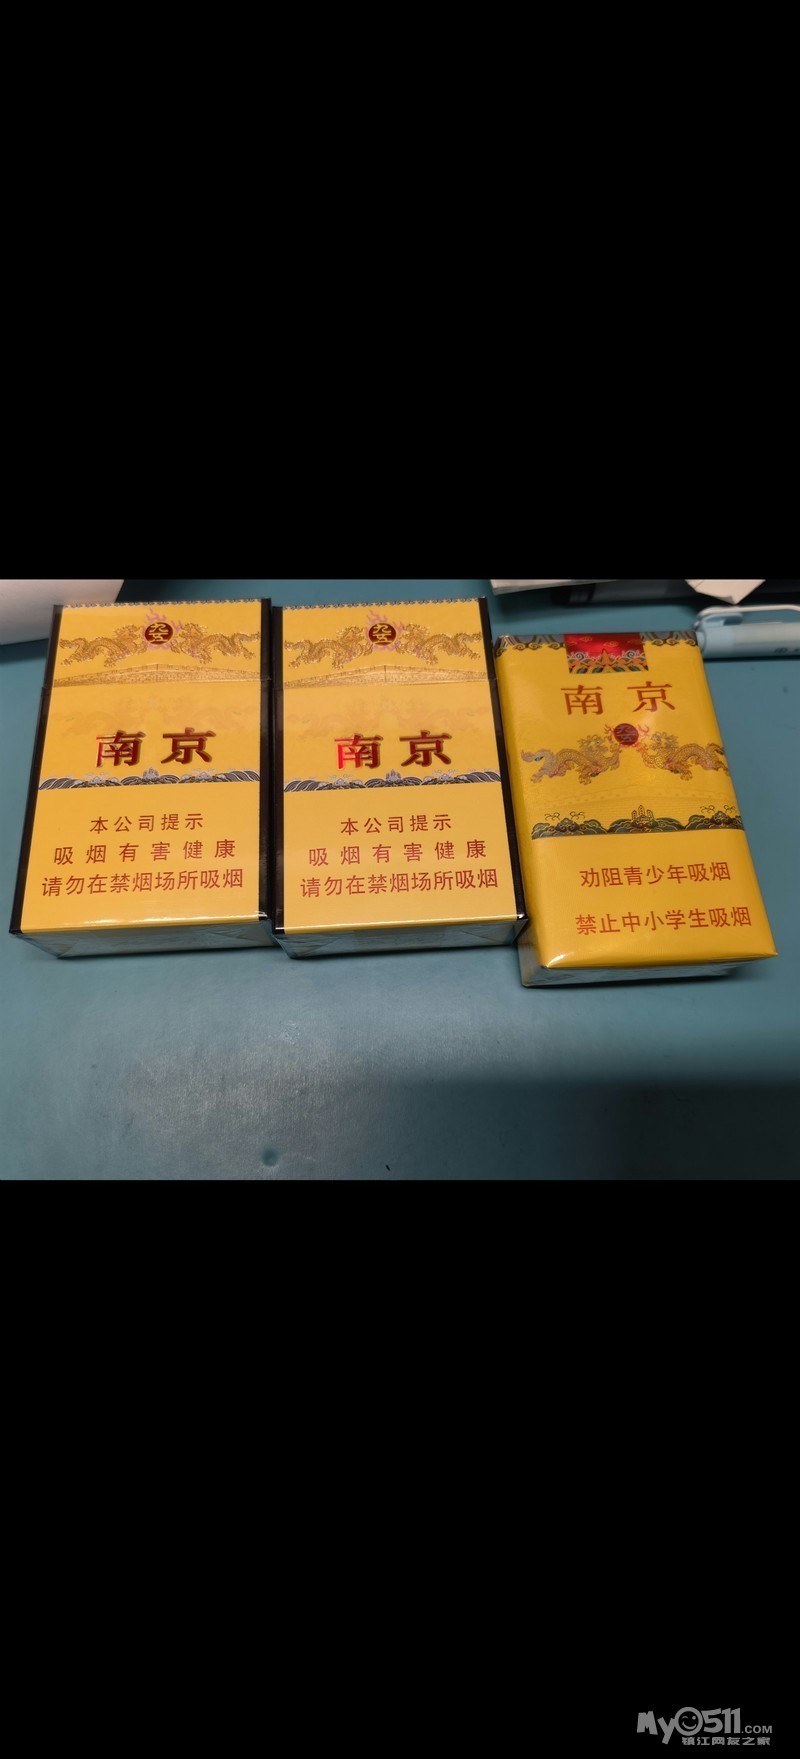 南京
本公司提示
吸烟有害健康
请勿在禁烟场所吸烟
南京
本公司提示
吸烟有害健康
请勿在禁烟场所吸烟
南京
劝阻青少年吸烟
禁止中小学生吸烟
My0511.COM
镇江网友之家